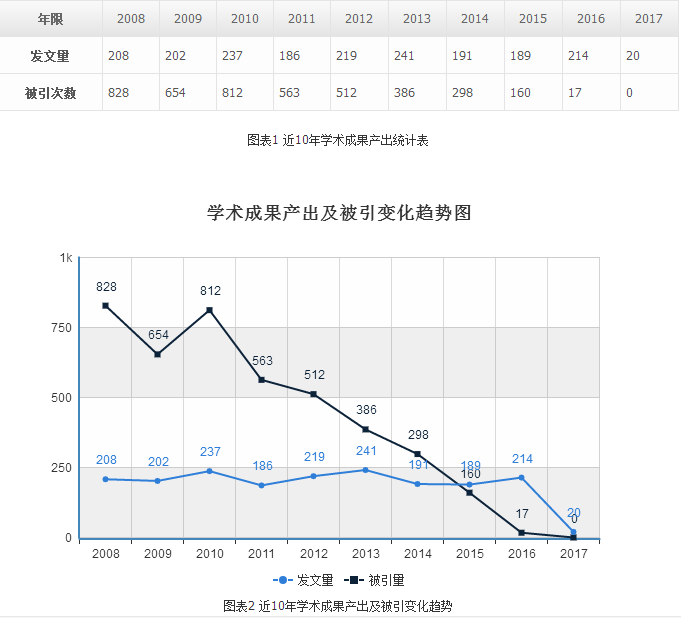 年限 2008 2009 2010 2011 2012 2013 2014 2015 2016 2017
发文量 208 202 237 186 219 241 191 189 214 20
被引次数 828 654 812 563 512 386 298 160 17 0
图表1 近10年学术成果产出统计表
学术成果产出及被引变化趋势图
1k
750
500
250
0
828 654 812 563 512 386 298 160 17 0
208 202 237 186 219 241 191 189 214 20
2008 2009 2010 2011 2012 2013 2014 2015 2016 2017
发文量 被引量
图表2 近10年学术成果产出及被引变化趋势